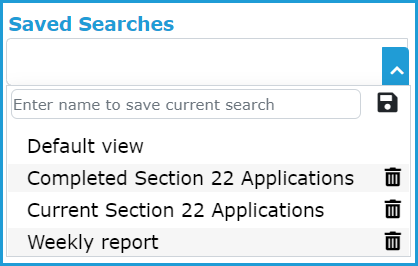 Saved Searches
Enter name to save current search
Default view
Completed Section 22 Applications
Current Section 22 Applications
Weekly report